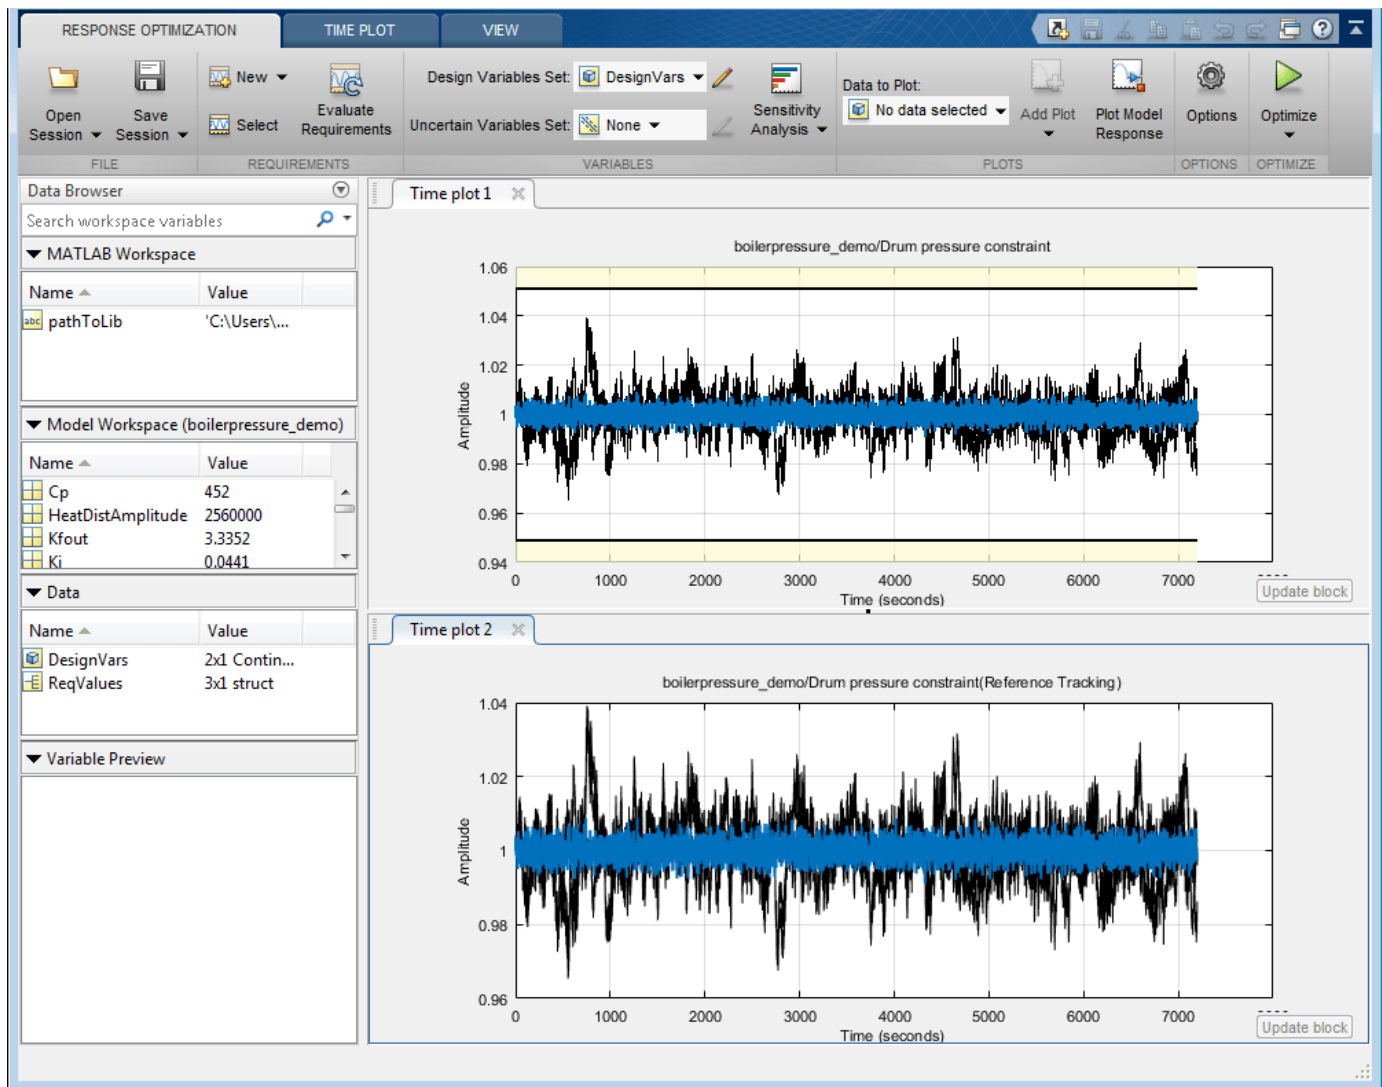 RESPONSE OPTIMIZATION TIME PLOT VIEW
New Design Variables Set: DesignVars Data to Plot:
Open Session Save Session Select Evaluate Requirements Uncertain Variables Set: None Sensitivity Analysis No data selected Add Plot Plot Model Response Options Optimize
FILE REQUIREMENTS VARIABLES PLOTS OPTIONS OPTIMIZE
Data Browser
Search workspace variables
MATLAB Workspace
Name Value
abc pathToLib 'C:\Users\...
Model Workspace (boilerpressure_demo)
Name Value
Cp 452
HeatDistAmplitude 2560000
Kfout 3.3352
Ki 0.0441
Data
Name Value
DesignVars 2x1 Contin...
ReqValues 3x1 struct
Variable Preview
Time plot 1
boilerpressure_demo/Drum pressure constraint
1.06
1.04
1.02
1
0.98
0.96
0.94
Amplitude
0 1000 2000 3000 4000 5000 6000 7000
Time (seconds)
Update block
Time plot 2
boilerpressure_demo/Drum pressure constraint(Reference Tracking)
1.04
1.02
1
0.98
0.96
Amplitude
0 1000 2000 3000 4000 5000 6000 7000
Time (seconds)
Update block